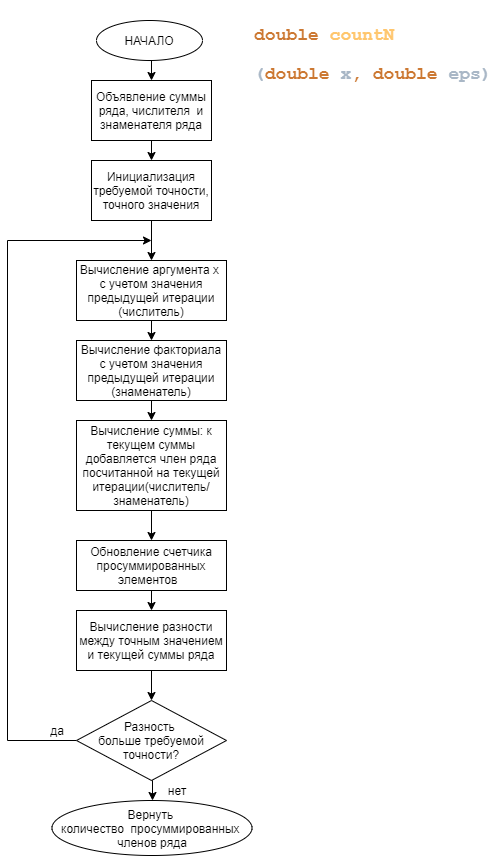 НАЧАЛО
double countN
(double x, double eps)
Объявление суммы
ряда, числителя и
знаменателя ряда
Инициализация
требуемой точности,
точного значения
Вычисление аргумента x
с учетом значения
предыдущей итерации
(числитель)
Вычисление факториала
с учетом значения
предыдущей итерации
(знаменатель)
Вычисление суммы: к
текущем суммы
добавляется член ряда
посчитанной на текущей
итерации(числитель/
знаменатель)
Обновление счетчика
просуммированных
элементов
Вычисление разности
между точным значением
и текущей суммы ряда
Разность
больше требуемой
точности?
да
нет
Вернуть
количество просуммированных
членов ряда